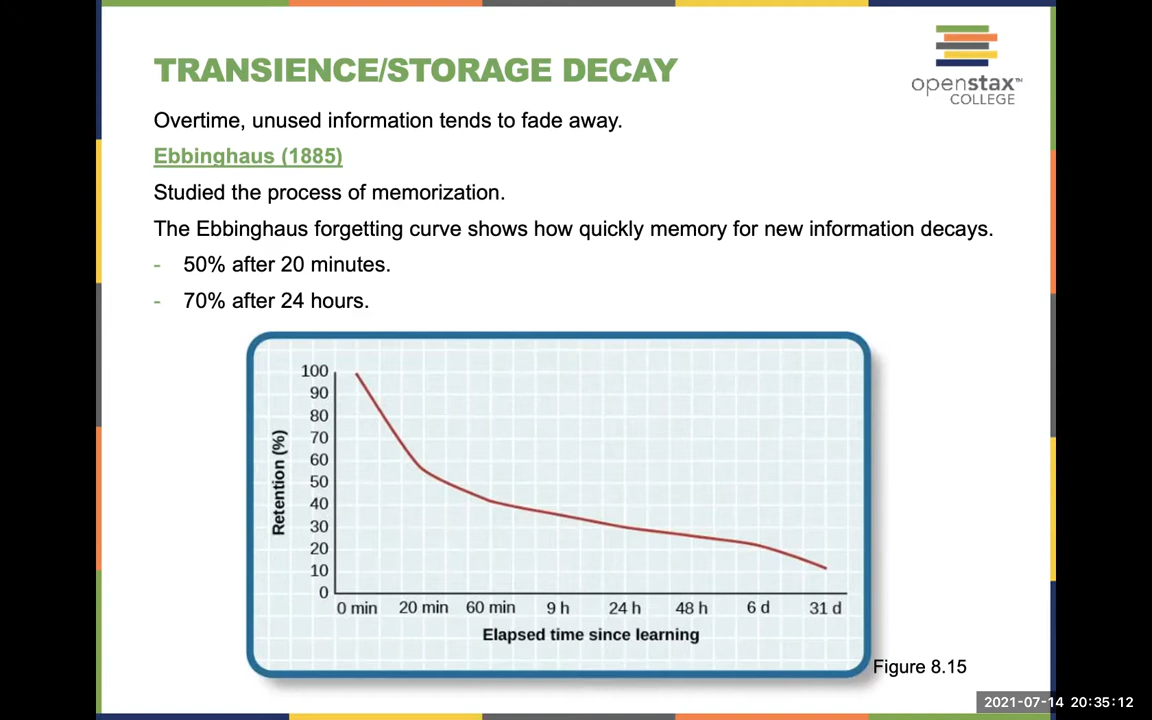 TRANSIENCE/STORAGE DECAY
openstax™
COLLEGE
Overtime, unused information tends to fade away.
Ebbinghaus (1885)
Studied the process of memorization.
The Ebbinghaus forgetting curve shows how quickly memory for new information decays.
- 50% after 20 minutes.
- 70% after 24 hours.
100
90
80
70
60
50
40
30
20
10
0
Retention (%)
0 min 20 min 60 min 9 h 24 h 48 h 6 d 31 d
Elapsed time since learning
Figure 8.15
2021-07-14 20:35:12